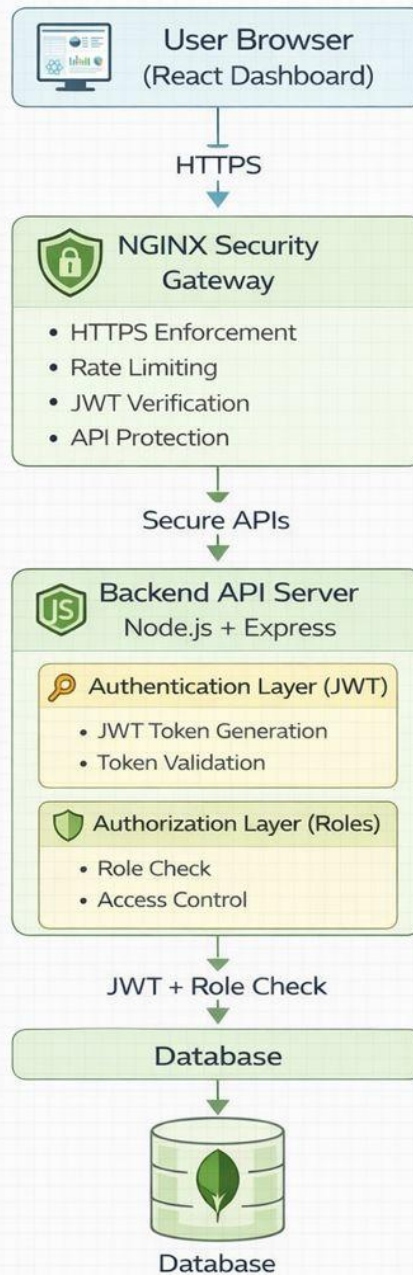 User Browser
(React Dashboard)
HTTPS
NGINX Security
Gateway
• HTTPS Enforcement
• Rate Limiting
• JWT Verification
• API Protection
Secure APIs
JS
Backend API Server
Node.js + Express
Authentication Layer (JWT)
• JWT Token Generation
• Token Validation
Authorization Layer (Roles)
• Role Check
• Access Control
JWT + Role Check
Database
Database